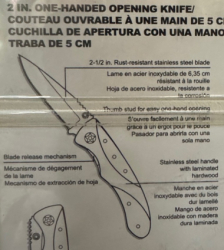 2 IN. ONE-HANDED OPENING KNIFE/
COUTEAU OUVRABLE À UNE MAIN DE 5 C
CUCHILLA DE APERTURA CON UNA MANO
TRABA DE 5 CM
2-1/2 in. Rust-resistant stainless steel blade
Lame en acier inoxydable de 6,35 cm
résistant à la rouille
Hoja de acero inoxidable, resistente a
la corrosión
Thumb stud for easy one-hand opening
S'ouvre facilement à une main
grâce à un ergot pour le pouce
Pasador para abrirla con una
sola mano
Blade release mechanism
Mécanisme de dégagement
de la lame
Mecanismo de extracción de hoja
Stainless steel handle
with laminated
hardwood
Manche en acier
inoxydable avec du bois
dur lamellé
Mango de acero
inoxidable con madera
dura laminada